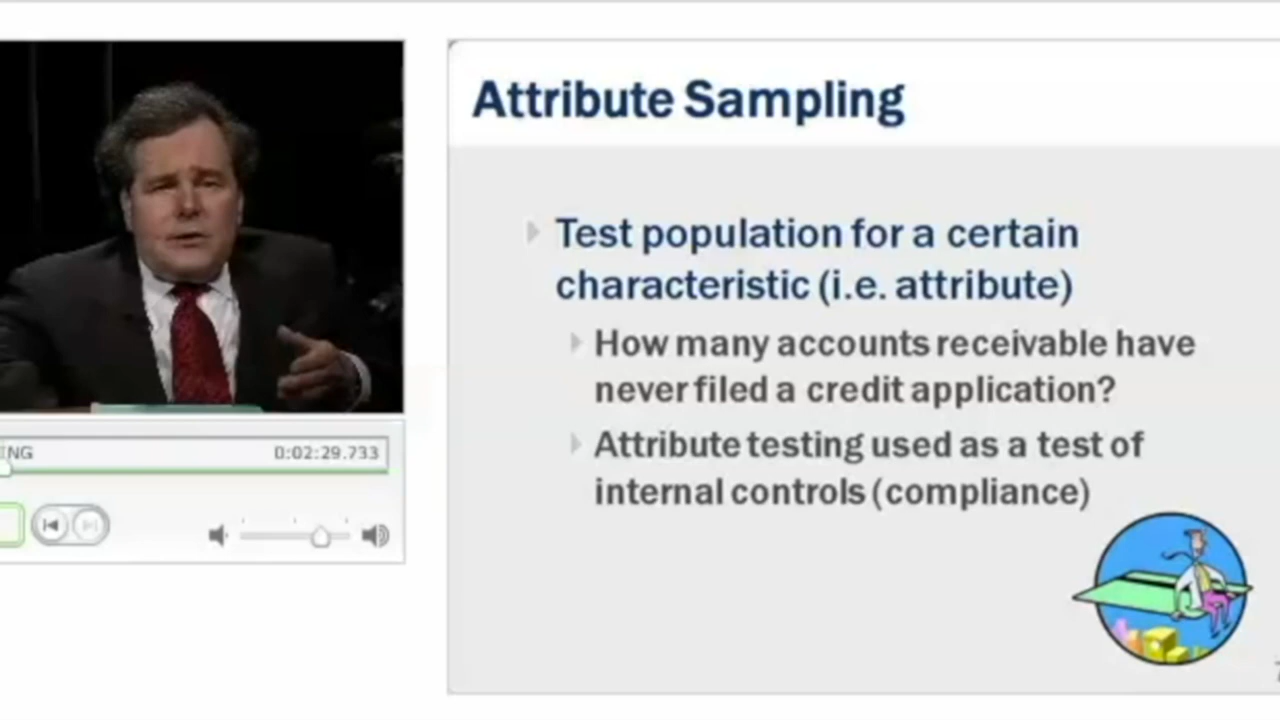 Attribute Sampling
Test population for a certain
characteristic (i.e. attribute)
How many accounts receivable have
never filed a credit application?
Attribute testing used as a test of
internal controls (compliance)
ING
0:02:29.733
7